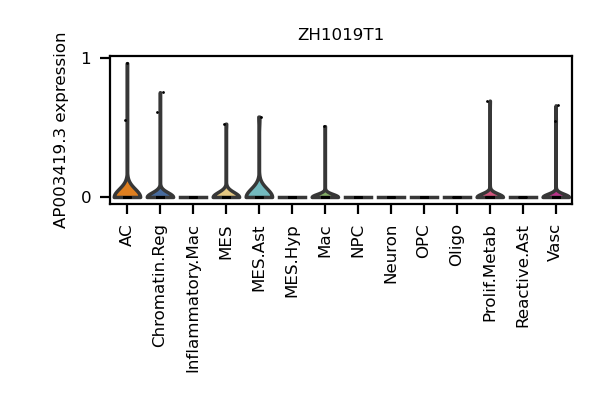 ZH1019T1
AP003419.3 expression
1
0
AC
Chromatin.Reg
Inflammatory.Mac
MES
MES.Ast
MES.Hyp
Mac
NPC
Neuron
OPC
Oligo
Prolif.Metab
Reactive.Ast
Vasc